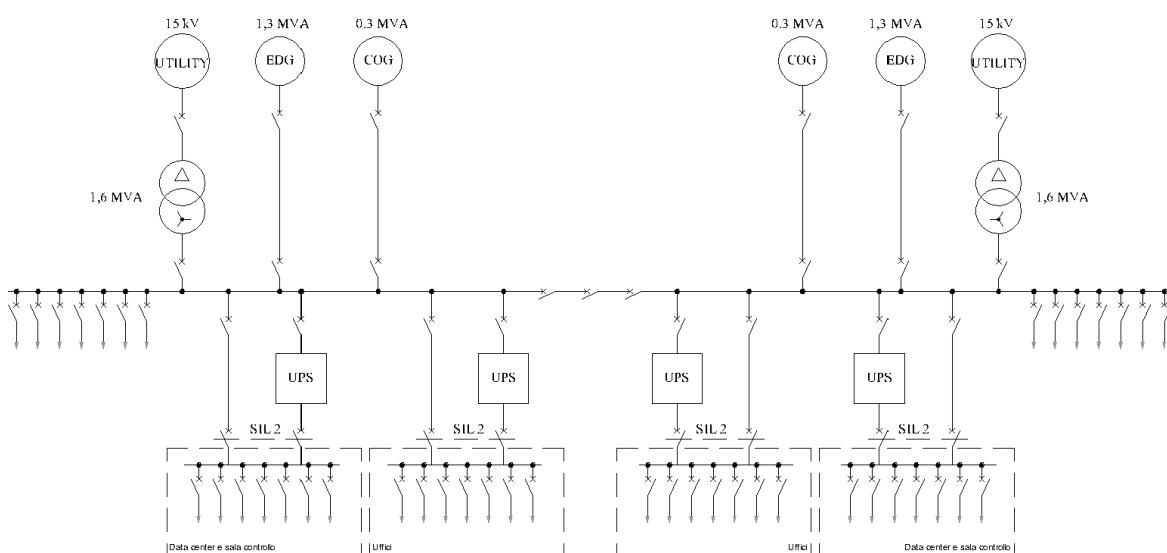 15 kV 1,3 MVA 0.3 MVA 0.3 MVA 1,3 MVA 15 kV
UTILITY EDG COG COG EDG UTILITY
1,6 MVA 1,6 MVA
UPS UPS UPS UPS
SIL 2 SIL 2 SIL 2 SIL 2
Data center e sala controllo Uffici Uffici Data center e sala controllo